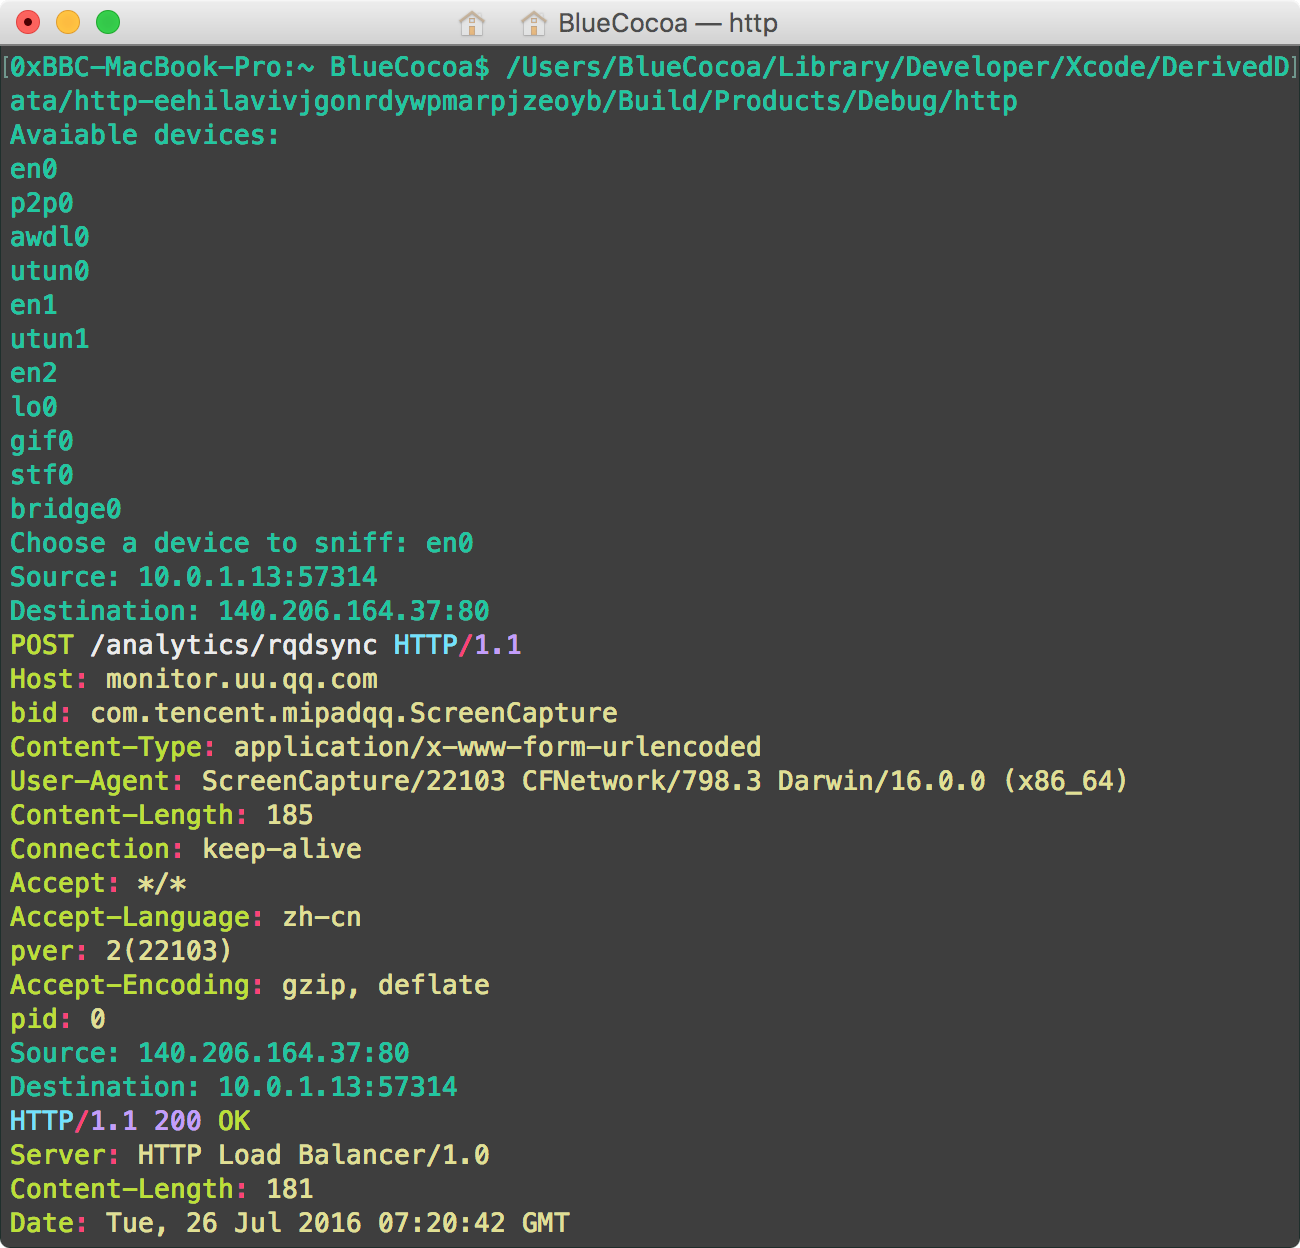 BlueCocoa — http
[0xBBC-MacBook-Pro:~ BlueCocoa$ /Users/BlueCocoa/Library/Developer/Xcode/DerivedD]
ata/http-eehilavivjgonrdywpmarpjzeoyb/Build/Products/Debug/http
Avaiable devices:
en0
p2p0
awdl0
utun0
en1
utun1
en2
lo0
gif0
stf0
bridge0
Choose a device to sniff: en0
Source: 10.0.1.13:57314
Destination: 140.206.164.37:80
POST /analytics/rqdsync HTTP/1.1
Host: monitor.uu.qq.com
bid: com.tencent.mipadqq.ScreenCapture
Content-Type: application/x-www-form-urlencoded
User-Agent: ScreenCapture/22103 CFNetwork/798.3 Darwin/16.0.0 (x86_64)
Content-Length: 185
Connection: keep-alive
Accept: */*
Accept-Language: zh-cn
pver: 2(22103)
Accept-Encoding: gzip, deflate
pid: 0
Source: 140.206.164.37:80
Destination: 10.0.1.13:57314
HTTP/1.1 200 OK
Server: HTTP Load Balancer/1.0
Content-Length: 181
Date: Tue, 26 Jul 2016 07:20:42 GMT